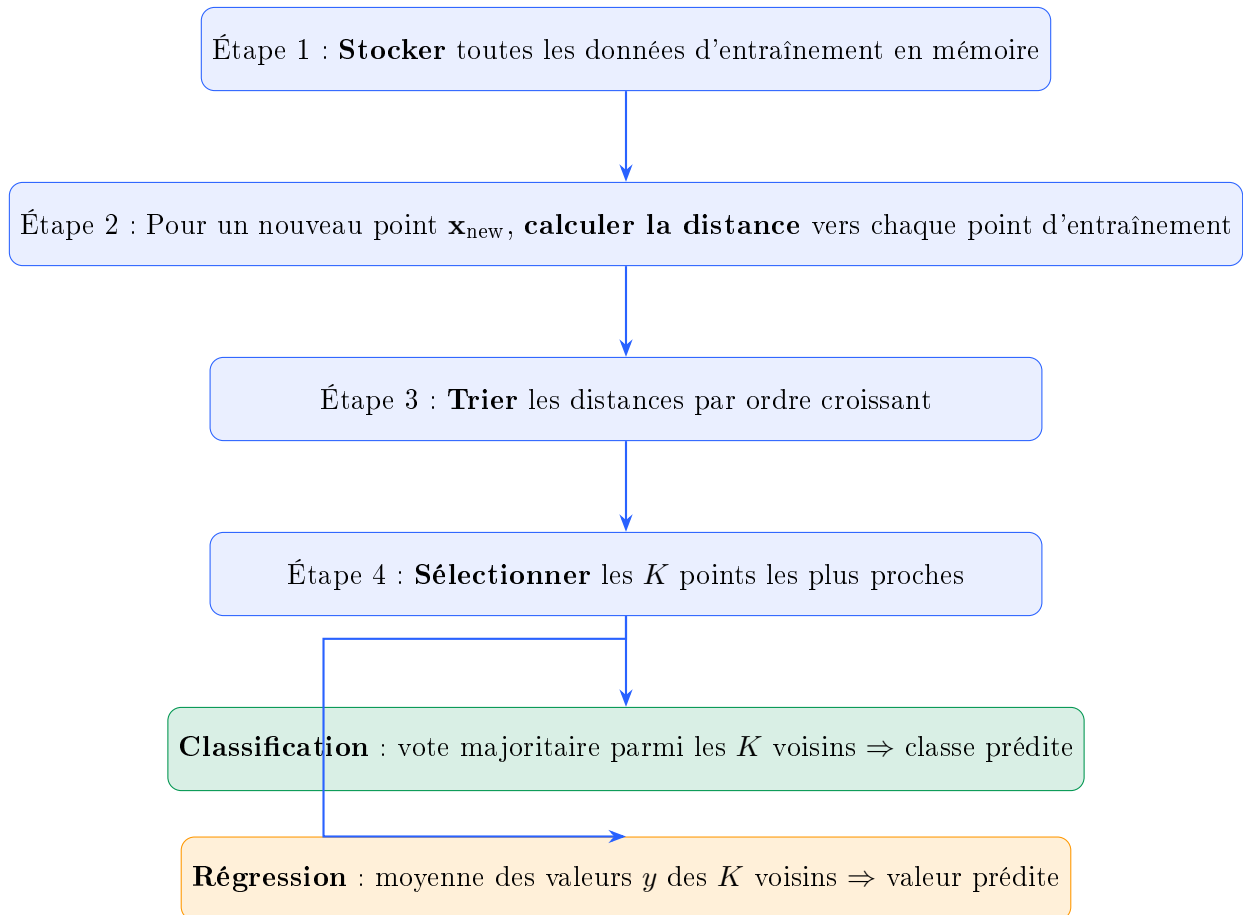 Étape 1 : Stocker toutes les données d'entraînement en mémoire
Étape 2 : Pour un nouveau point x_new, calculer la distance vers chaque point d'entraînement
Étape 3 : Trier les distances par ordre croissant
Étape 4 : Sélectionner les K points les plus proches
Classification : vote majoritaire parmi les K voisins ⇒ classe prédite
Régression : moyenne des valeurs y des K voisins ⇒ valeur prédite